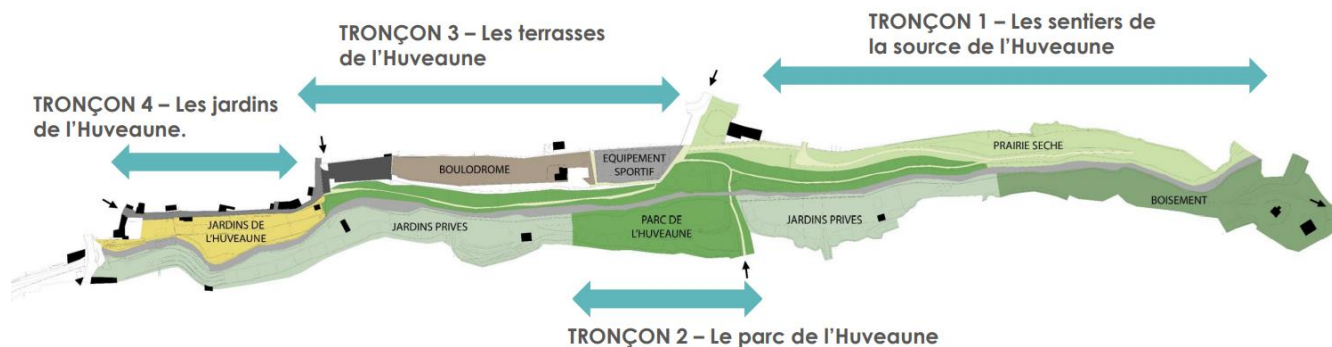 TRONÇON 1 – Les sentiers de
la source de l'Huveaune
TRONÇON 3 – Les terrasses
de l'Huveaune
TRONÇON 4 – Les jardins
de l'Huveaune.
BOULODROME
EQUIPEMENT
SPORTIF
PRAIRIE SECHE
BOISEMENT
JARDINS DE
L'HUVEAUNE
JARDINS PRIVES
PARC DE
L'HUVEAUNE
JARDINS PRIVES
TRONÇON 2 – Le parc de l'Huveaune